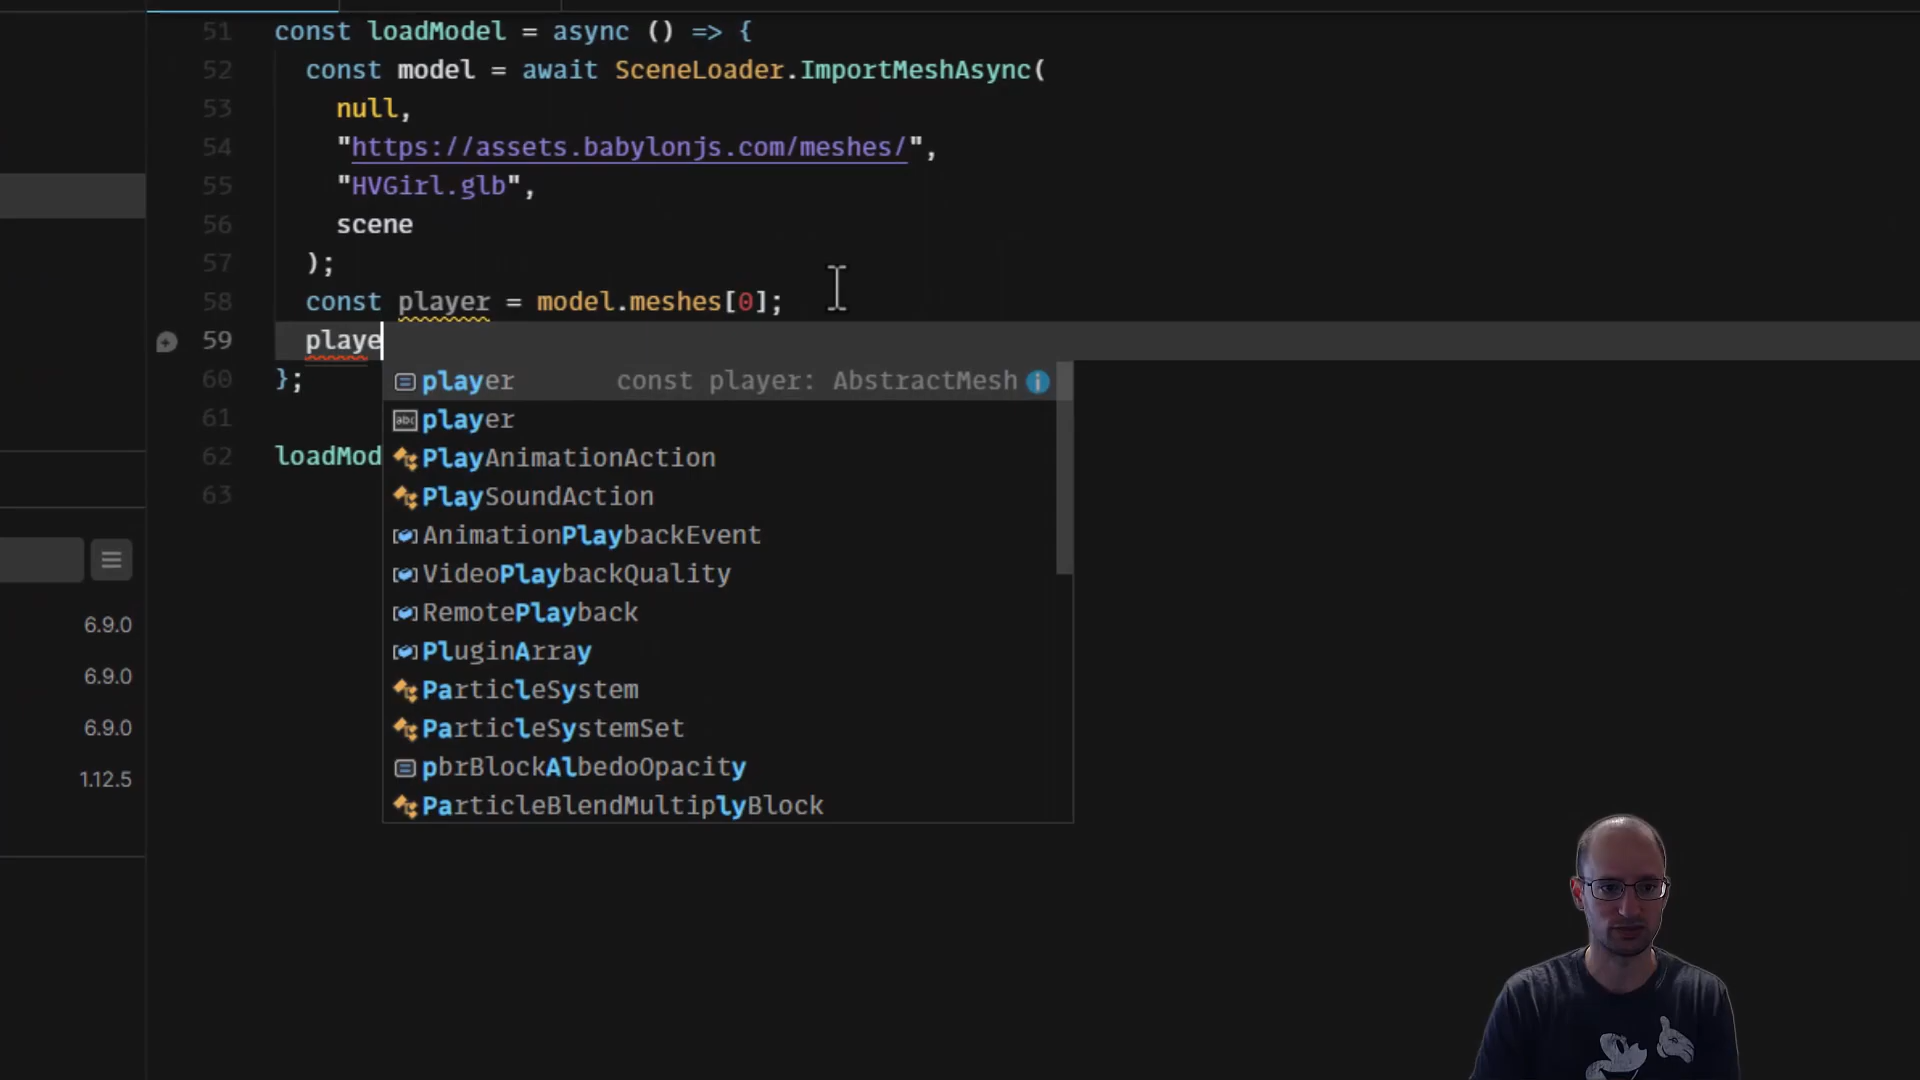 51 const loadModel = async () => {
52 const model = await SceneLoader.ImportMeshAsync(
53 null,
54 "https://assets.babylonjs.com/meshes/",
55 "HVGirl.glb",
56 scene
57 );
58 const player = model.meshes[0];
59 playe
player const player: AbstractMesh
60 };
abc player
61
PlayAnimationAction
62 loadMod
PlaySoundAction
63
AnimationPlaybackEvent
VideoPlaybackQuality
RemotePlayback
6.9.0
PluginArray
6.9.0
ParticleSystem
6.9.0
ParticleSystemSet
pbrBlockAlbedoOpacity
1.12.5
ParticleBlendMultiplyBlock